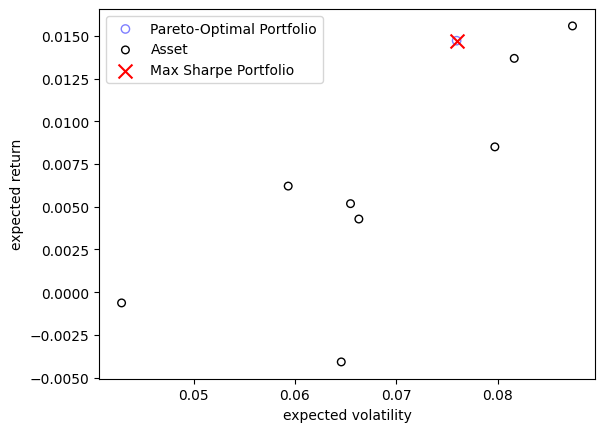 Pareto-Optimal Portfolio
Asset
Max Sharpe Portfolio
0.0150
0.0125
0.0100
0.0075
0.0050
0.0025
0.0000
−0.0025
−0.0050
expected return
0.05
0.06
0.07
0.08
expected volatility